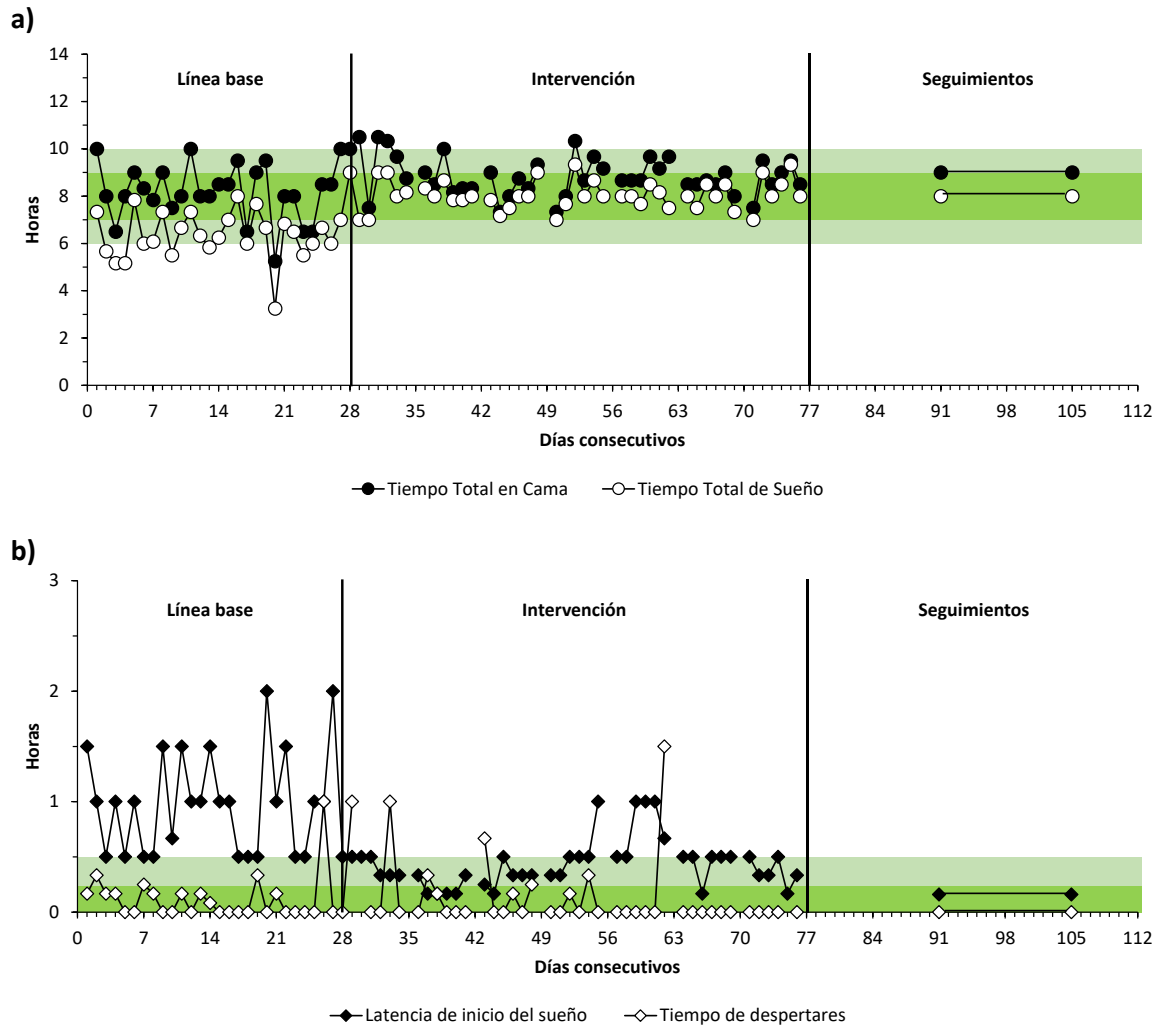 a)
14
12
10
8
6
4
2
0
Horas
Línea base
Intervención
Seguimientos
0 7 14 21 28 35 42 49 56 63 70 77 84 91 98 105 112
Días consecutivos
Tiempo Total en Cama Tiempo Total de Sueño
b)
3
2
1
0
Horas
Línea base
Intervención
Seguimientos
0 7 14 21 28 35 42 49 56 63 70 77 84 91 98 105 112
Días consecutivos
Latencia de inicio del sueño Tiempo de despertares